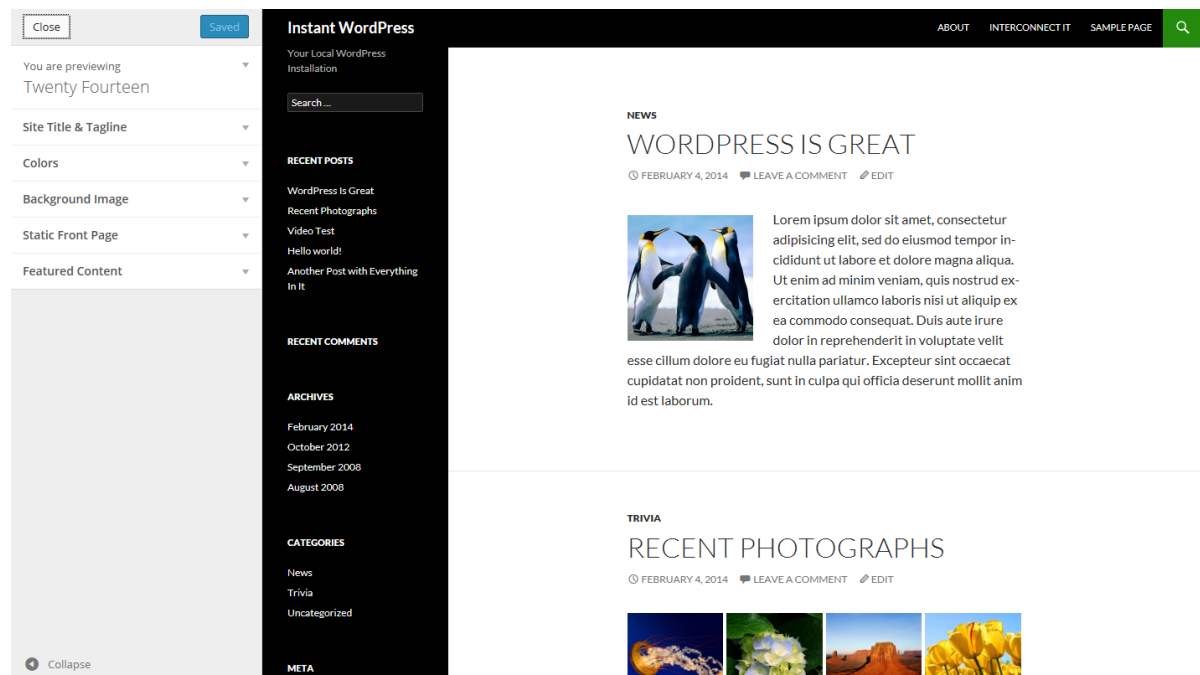 Close
Saved
You are previewing
Twenty Fourteen
Site Title & Tagline
Colors
Background Image
Static Front Page
Featured Content
Collapse
Instant WordPress
Your Local WordPress
Installation
Search ...
RECENT POSTS
WordPress Is Great
Recent Photographs
Video Test
Hello world!
Another Post with Everything
In It
RECENT COMMENTS
ARCHIVES
February 2014
October 2012
September 2008
August 2008
CATEGORIES
News
Trivia
Uncategorized
META
ABOUT INTERCONNECT IT SAMPLE PAGE
NEWS
WORDPRESS IS GREAT
FEBRUARY 4, 2014 LEAVE A COMMENT EDIT
Lorem ipsum dolor sit amet, consectetur
adipisicing elit, sed do eiusmod tempor in-
cididunt ut labore et dolore magna aliqua.
Ut enim ad minim veniam, quis nostrud ex-
ercitation ullamco laboris nisi ut aliquip ex
ea commodo consequat. Duis aute irure
dolor in reprehenderit in voluptate velit
esse cillum dolore eu fugiat nulla pariatur. Excepteur sint occaecat
cupidatat non proident, sunt in culpa qui officia deserunt mollit anim
id est laborum.
TRIVIA
RECENT PHOTOGRAPHS
FEBRUARY 4, 2014 LEAVE A COMMENT EDIT